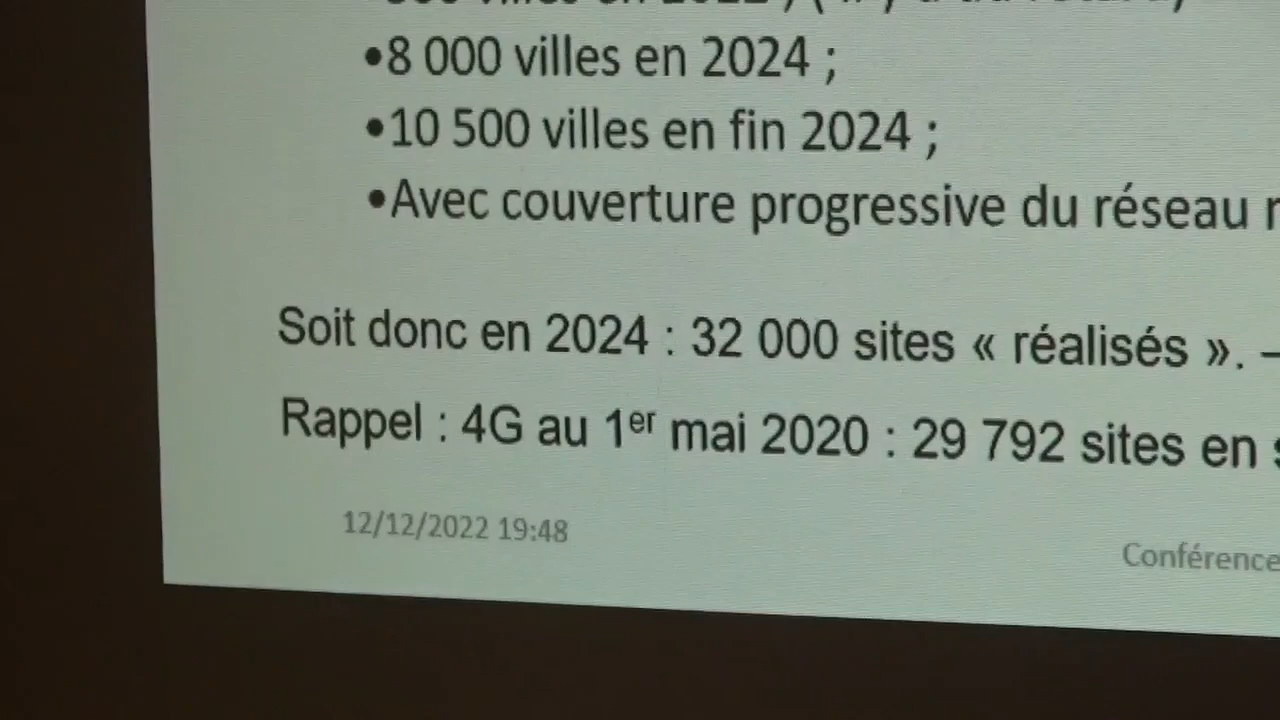 villes en
•8 000 villes en 2024 ;
•10 500 villes en fin 2024 ;
•Avec couverture progressive du réseau
Soit donc en 2024 : 32 000 sites « réalisés ». –
Rappel : 4G au 1er mai 2020 : 29 792 sites en
12/12/2022 19:48
Conférence